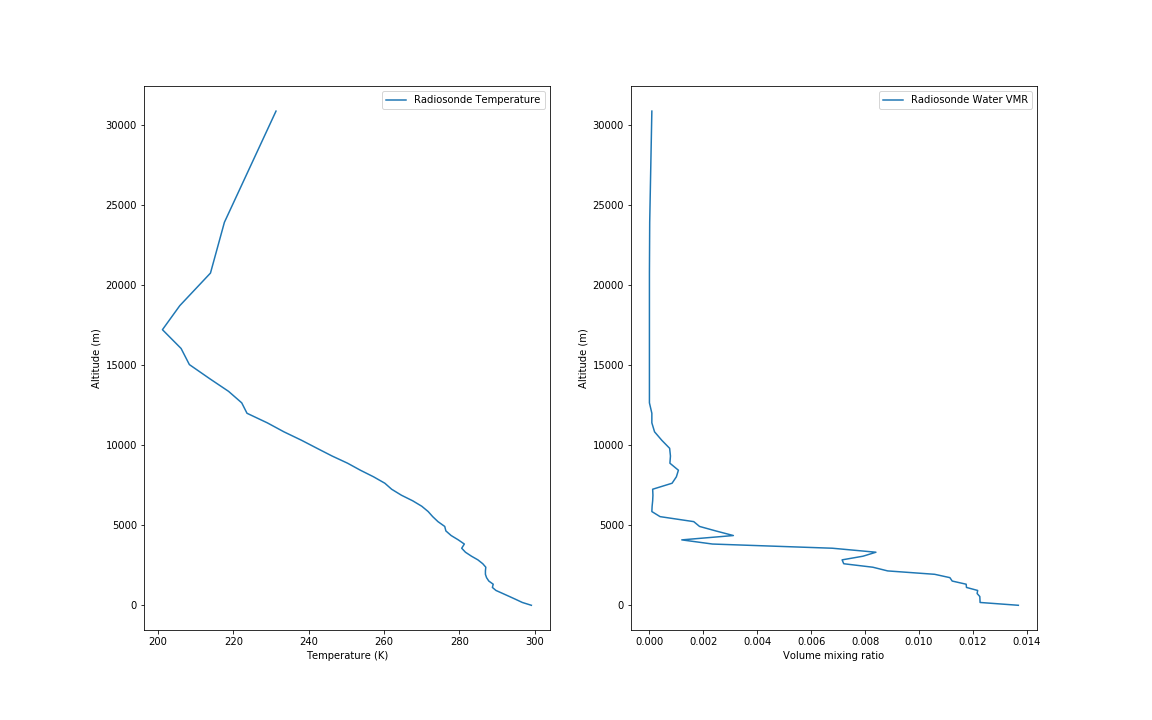 Radiosonde Temperature
30000
25000
20000
15000
10000
5000
0
Altitude (m)
200 220 240 260 280 300
Temperature (K)
Radiosonde Water VMR
30000
25000
20000
15000
10000
5000
0
Altitude (m)
0.000 0.002 0.004 0.006 0.008 0.010 0.012 0.014
Volume mixing ratio